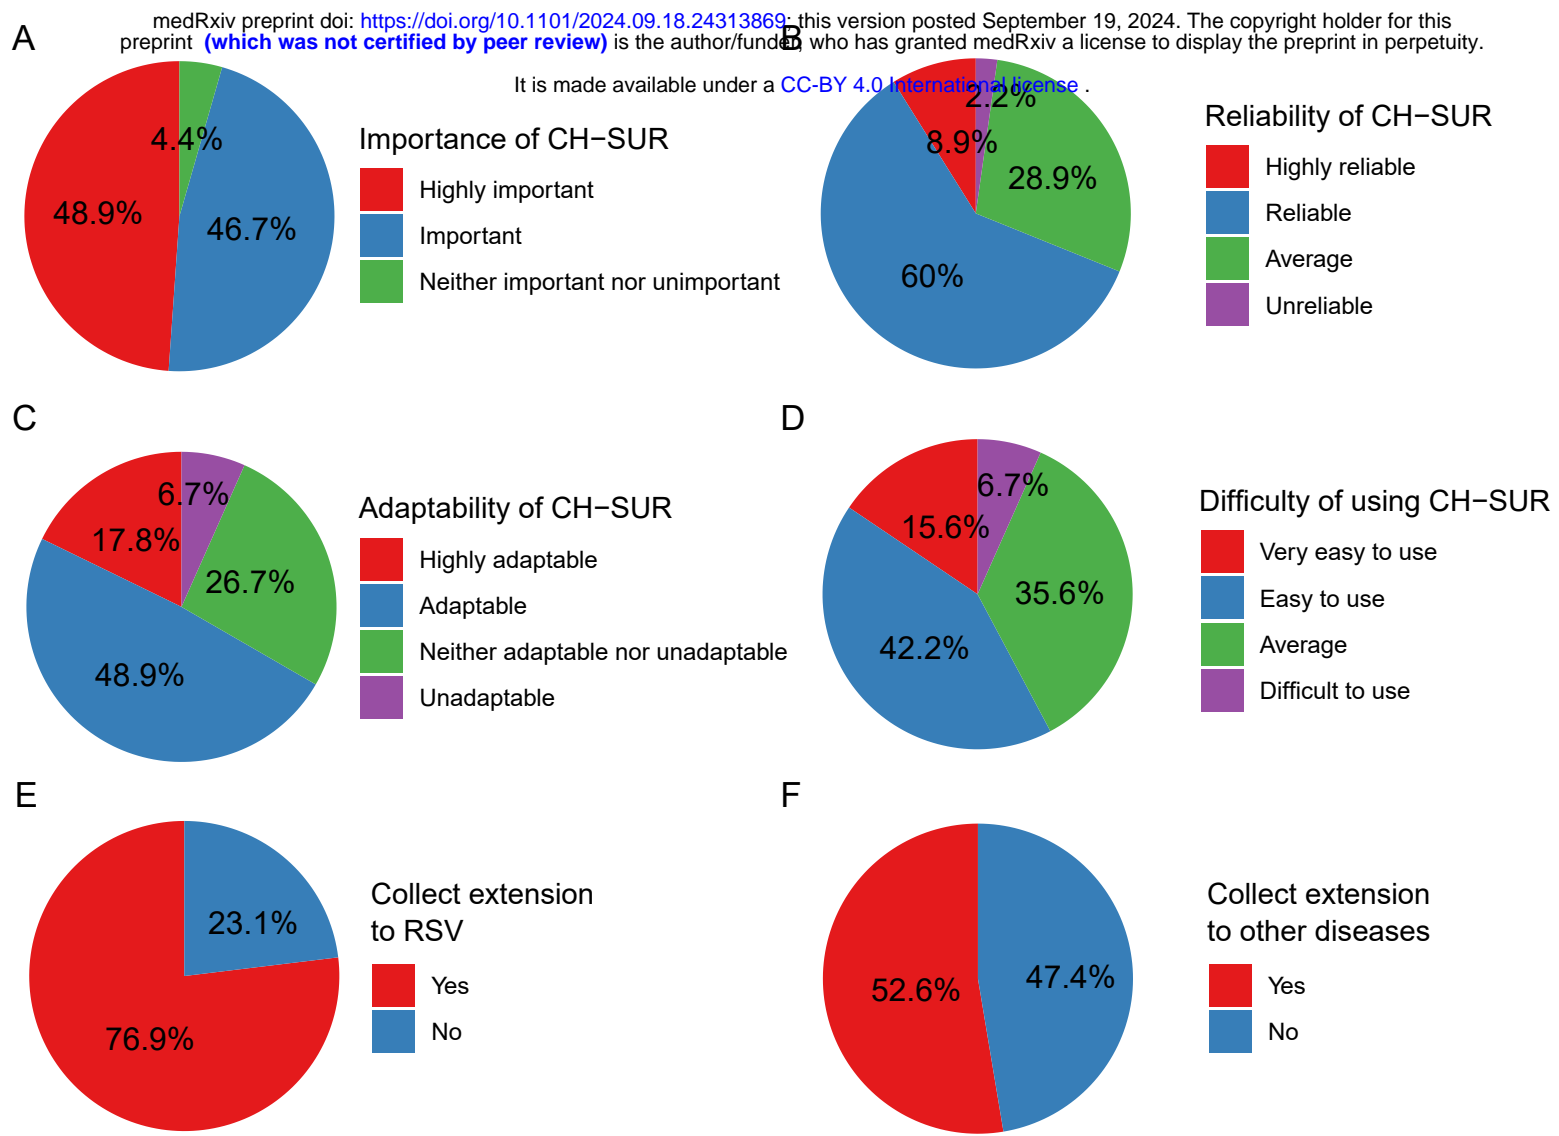 medRxiv preprint doi: https://doi.org/10.1101/2024.09.18.24313869; this version posted September 19, 2024. The copyright holder for this
preprint (which was not certified by peer review) is the author/funder, who has granted medRxiv a license to display the preprint in perpetuity.
It is made available under a CC-BY 4.0 International license .
A
4.4%
48.9%
46.7%
Importance of CH−SUR
Highly important
Important
Neither important nor unimportant
B
2.2%
8.9%
28.9%
60%
Reliability of CH−SUR
Highly reliable
Reliable
Average
Unreliable
C
6.7%
17.8%
26.7%
48.9%
Adaptability of CH−SUR
Highly adaptable
Adaptable
Neither adaptable nor unadaptable
Unadaptable
D
6.7%
15.6%
35.6%
42.2%
Difficulty of using CH−SUR
Very easy to use
Easy to use
Average
Difficult to use
E
23.1%
76.9%
Collect extension
to RSV
Yes
No
F
52.6%
47.4%
Collect extension
to other diseases
Yes
No